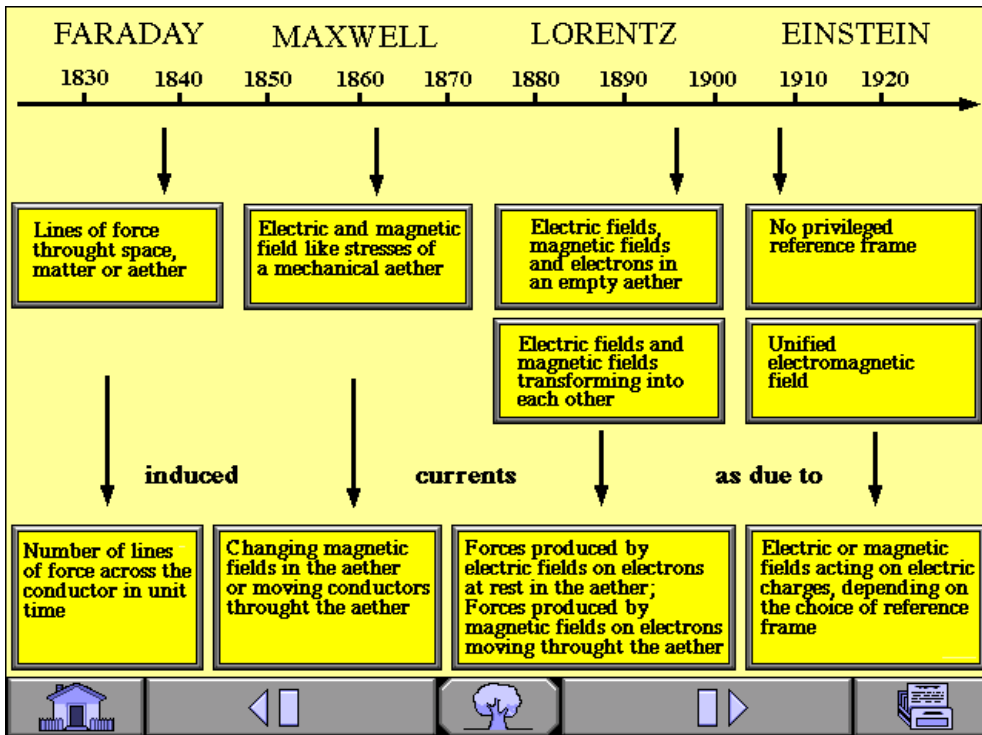 FARADAY MAXWELL LORENTZ EINSTEIN
1830 1840 1850 1860 1870 1880 1890 1900 1910 1920
Lines of force
throught space,
matter or aether
Electric and magnetic
field like stresses of
a mechanical aether
Electric fields,
magnetic fields
and electrons in
an empty aether
No privileged
reference frame
Electric fields and
magnetic fields
transforming into
each other
Unified
electromagnetic
field
induced currents as due to
Number of lines
of force across the
conductor in unit
time
Changing magnetic
fields in the aether
or moving conductors
throught the aether
Forces produced by
electric fields on electrons
at rest in the aether;
Forces produced by
magnetic fields on electrons
moving throught the aether
Electric or magnetic
fields acting on electric
charges, depending on
the choice of reference
frame